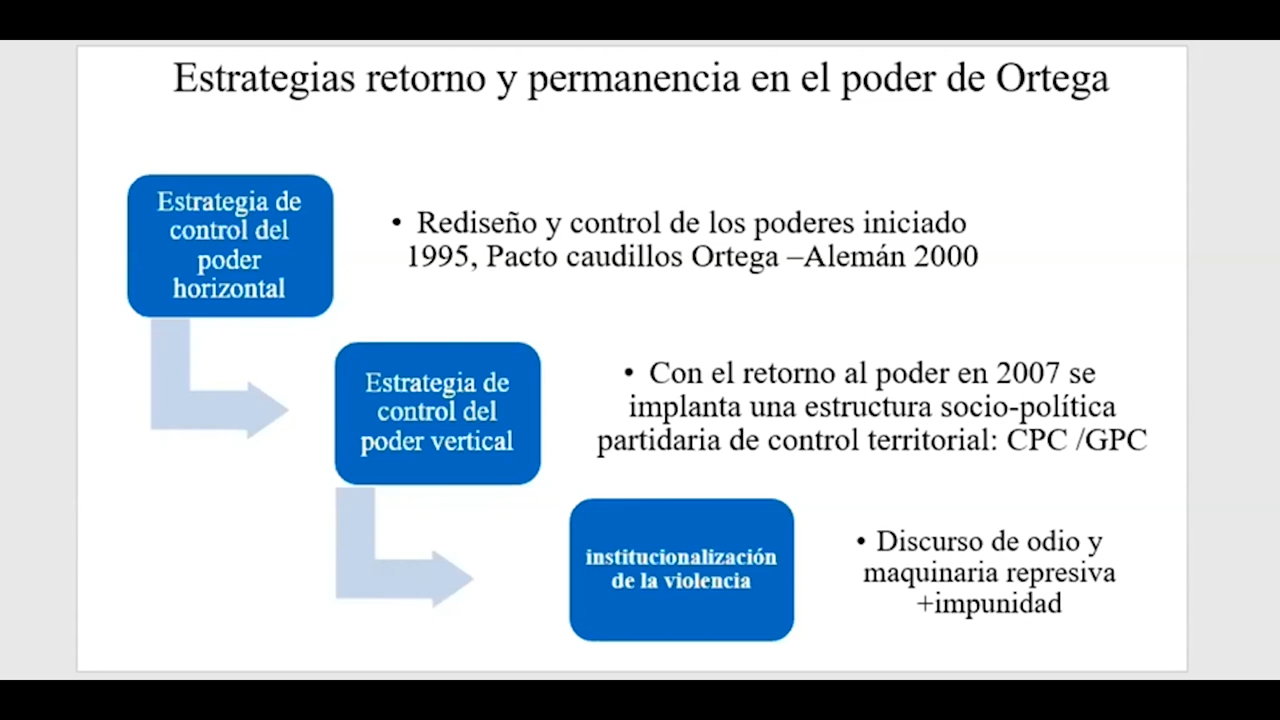 Estrategias retorno y permanencia en el poder de Ortega
Estrategia de
control del
poder
horizontal
• Rediseño y control de los poderes iniciado
1995, Pacto caudillos Ortega –Alemán 2000
Estrategia de
control del
poder vertical
• Con el retorno al poder en 2007 se
implanta una estructura socio-política
partidaria de control territorial: CPC /GPC
institucionalización
de la violencia
• Discurso de odio y
maquinaria represiva
+impunidad